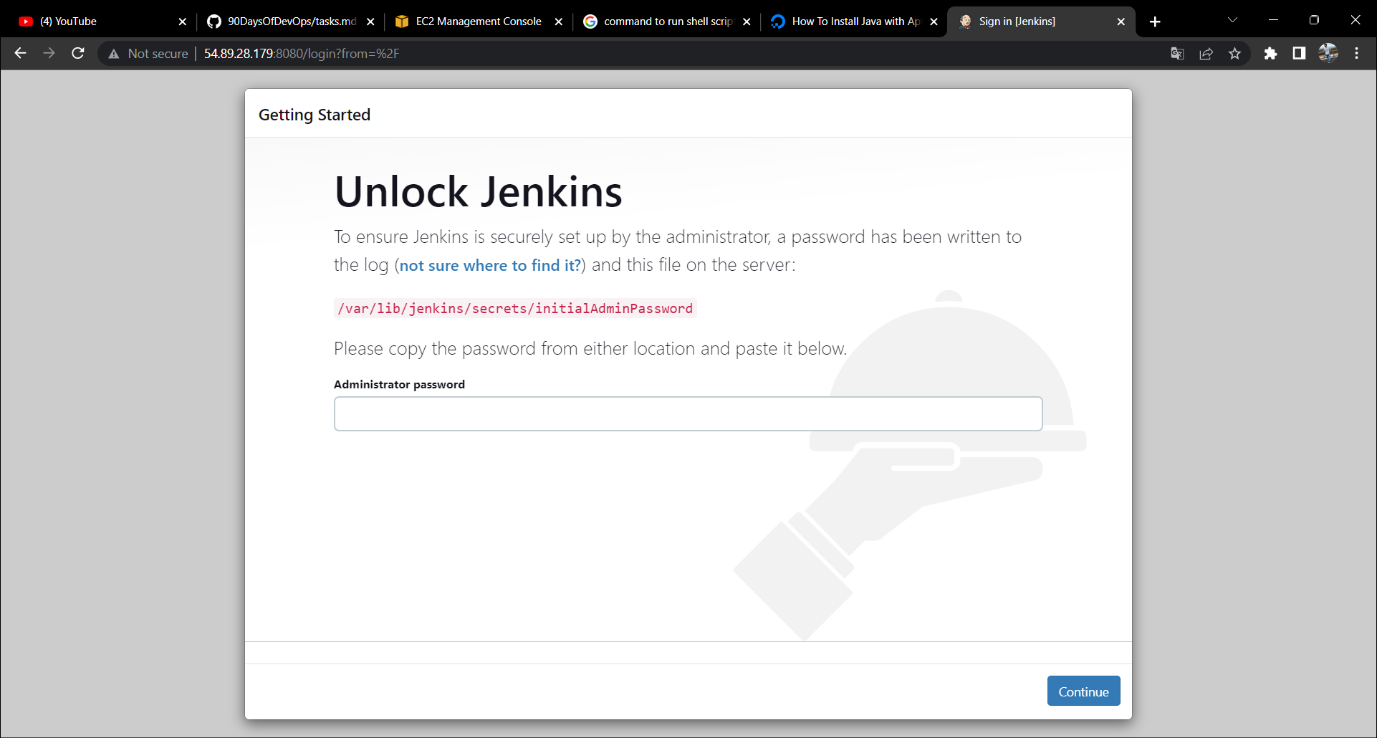 (4) YouTube
90DaysOfDevOps/tasks.md
EC2 Management Console
command to run shell scrip
How To Install Java with Ap
Sign in [Jenkins]
Not secure
54.89.28.179:8080/login?from=%2F
Getting Started
Unlock Jenkins
To ensure Jenkins is securely set up by the administrator, a password has been written to
the log (not sure where to find it?) and this file on the server:
/var/lib/jenkins/secrets/initialAdminPassword
Please copy the password from either location and paste it below.
Administrator password
Continue